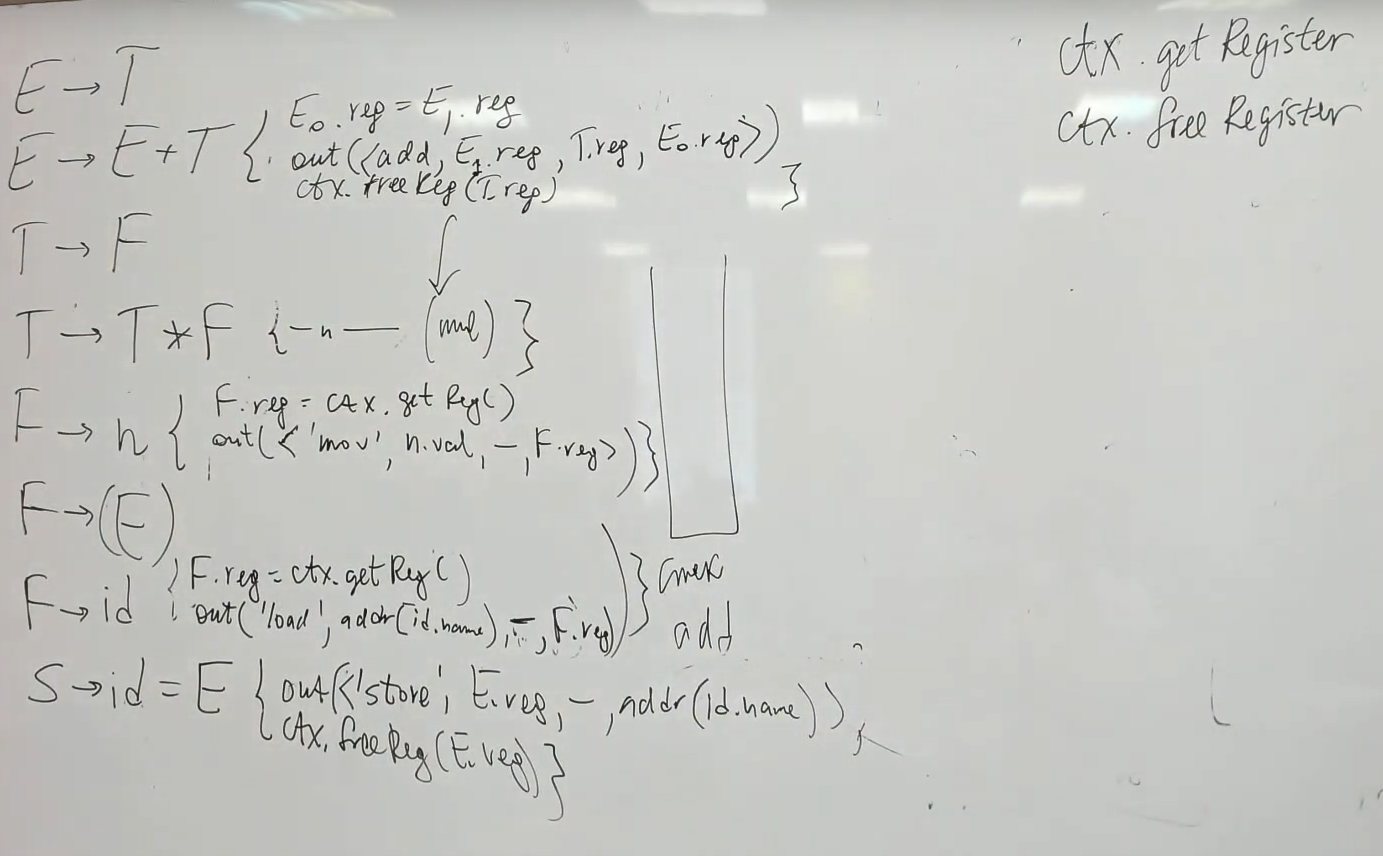 E → T
E → E + T { E₀.reg = E₁.reg
out(<add, E₁.reg, T.reg, E₀.reg>)
ctx.freeReg(T.reg) }
T → F
T → T * F { — n — (mul) }
F → n { F.reg = ctx.getReg()
out(<'mov', n.val, –, F.reg>) }
F → (E)
F → id { F.reg = ctx.getReg()
out('load', addr(id.name), –, F.reg) }
S → id = E { out(<'store', E.reg, –, addr(id.name)>),
ctx.freeReg(E.reg) }
add
ctx.getRegister
ctx.freeRegister